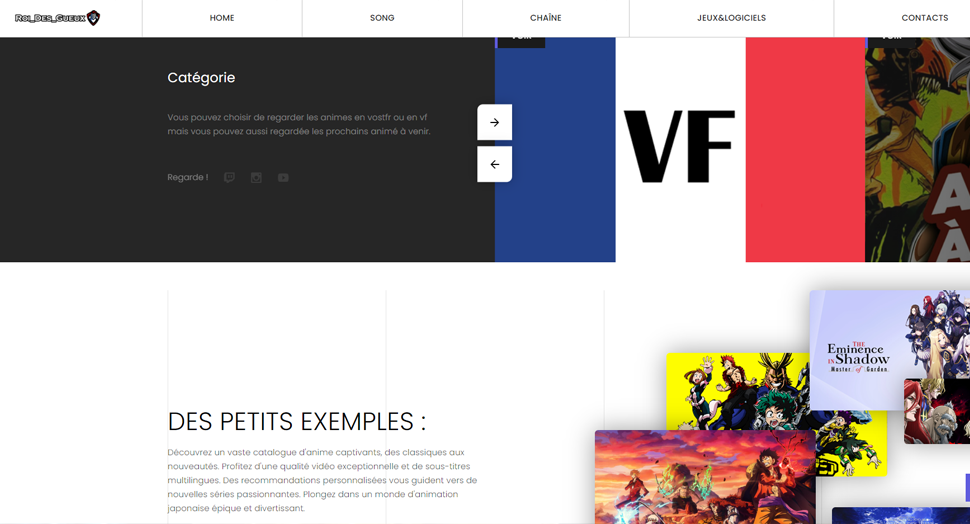 Roi_Des_Gueux
HOME
SONG
CHAÎNE
JEUX&LOGICIELS
CONTACTS
Catégorie
Vous pouvez choisir de regarder les animes en vostfr ou en vf
mais vous pouvez aussi regardée les prochains animé à venir.
Regarde !
VF
A
À
THE
Eminence
IN Shadow
Master of Garden
DES PETITS EXEMPLES :
Découvrez un vaste catalogue d'anime captivants, des classiques aux
nouveautés. Profitez d'une qualité vidéo exceptionnelle et de sous-titres
multilingues. Des recommandations personnalisées vous guident vers de
nouvelles séries passionnantes. Plongez dans un monde d'animation
japonaise épique et divertissant.